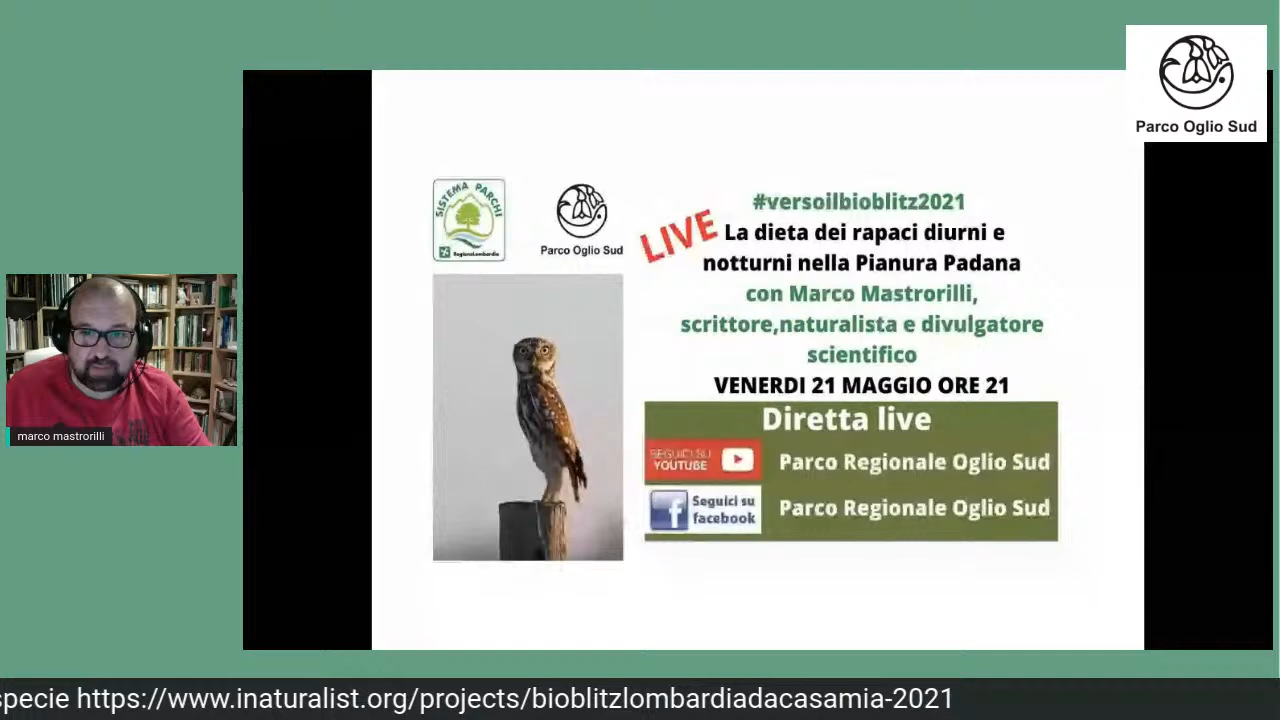 Parco Oglio Sud
SISTEMA PARCHI
RegioneLombardia
Parco Oglio Sud
#versoilbioblitz2021
LIVE
La dieta dei rapaci diurni e
notturni nella Pianura Padana
con Marco Mastrorilli,
scrittore,naturalista e divulgatore
scientifico
VENERDI 21 MAGGIO ORE 21
Diretta live
SEGUICI SU
YOUTUBE
Parco Regionale Oglio Sud
Seguici su
facebook
Parco Regionale Oglio Sud
marco mastrorilli
specie https://www.inaturalist.org/projects/bioblitzlombardiadacasamia-2021